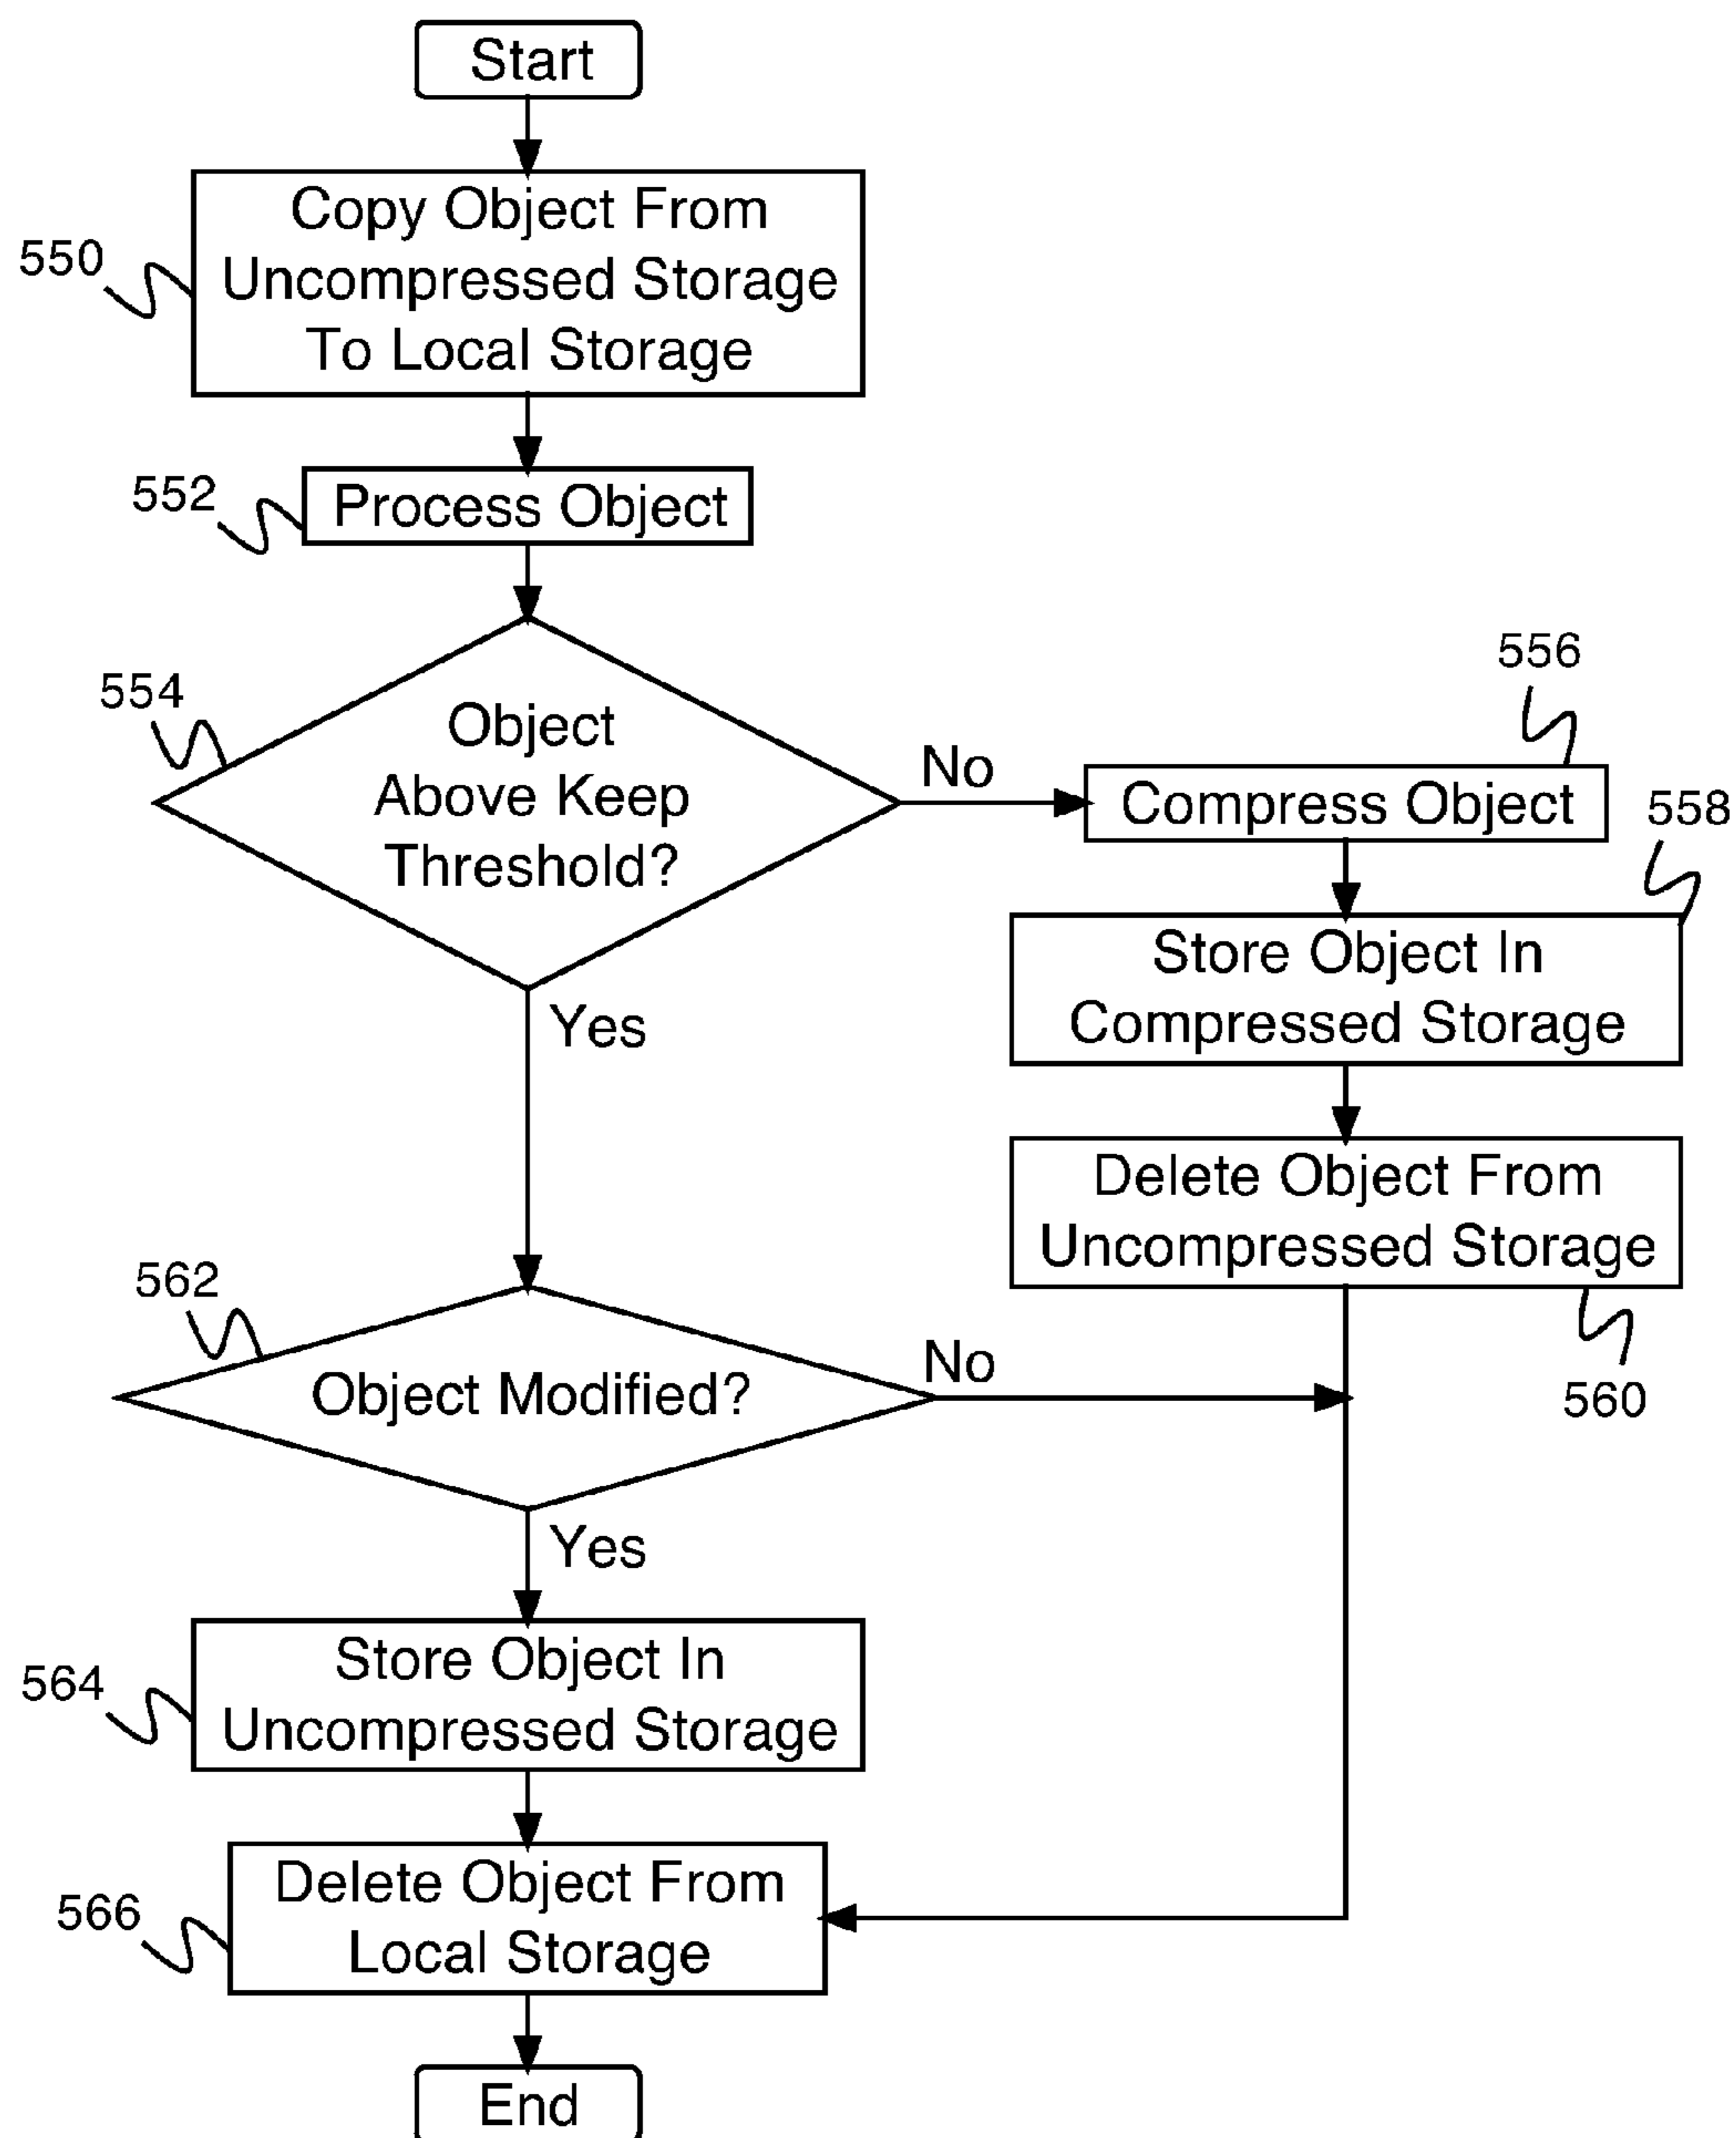 Start
550
Copy Object From
Uncompressed Storage
To Local Storage
552
Process Object
554
Object
Above Keep
Threshold?
No
Yes
556
Compress Object
558
Store Object In
Compressed Storage
Delete Object From
Uncompressed Storage
560
562
Object Modified?
No
Yes
564
Store Object In
Uncompressed Storage
566
Delete Object From
Local Storage
End